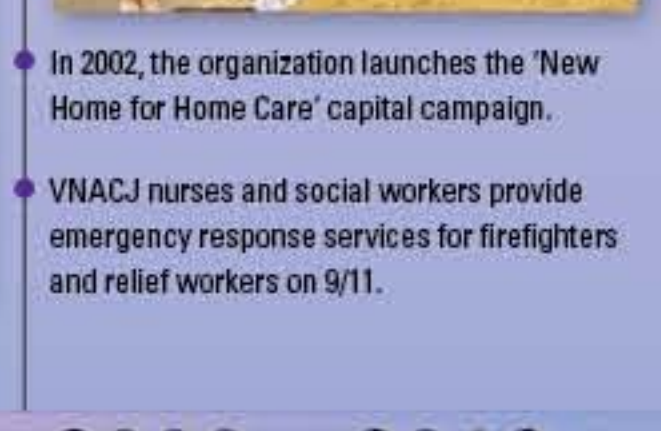 In 2002, the organization launches the 'New
Home for Home Care' capital campaign.
VNACJ nurses and social workers provide
emergency response services for firefighters
and relief workers on 9/11.